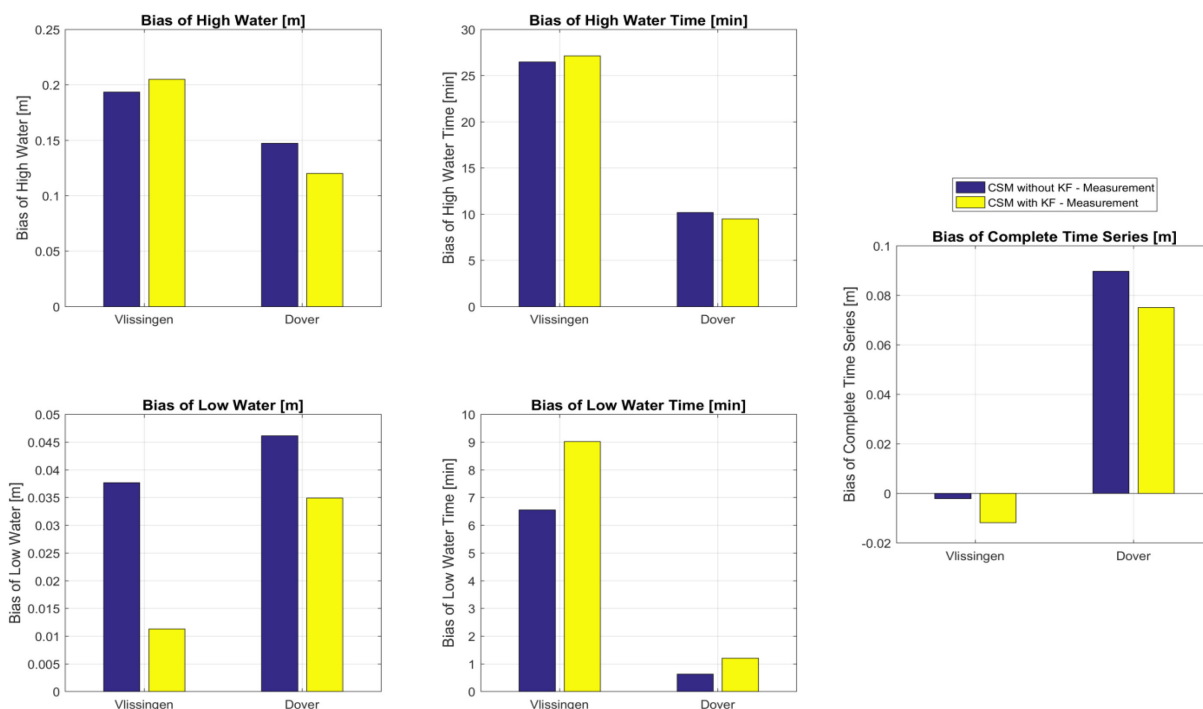 Bias of High Water [m]
Bias of High Water [m]
0.25
0.2
0.15
0.1
0.05
0
Vlissingen
Dover
Bias of High Water Time [min]
Bias of High Water Time [min]
30
25
20
15
10
5
0
Vlissingen
Dover
CSM without KF - Measurement
CSM with KF - Measurement
Bias of Complete Time Series [m]
Bias of Complete Time Series [m]
0.1
0.08
0.06
0.04
0.02
0
-0.02
Vlissingen
Dover
Bias of Low Water [m]
Bias of Low Water [m]
0.05
0.045
0.04
0.035
0.03
0.025
0.02
0.015
0.01
0.005
0
Vlissingen
Dover
Bias of Low Water Time [min]
Bias of Low Water Time [min]
10
9
8
7
6
5
4
3
2
1
0
Vlissingen
Dover